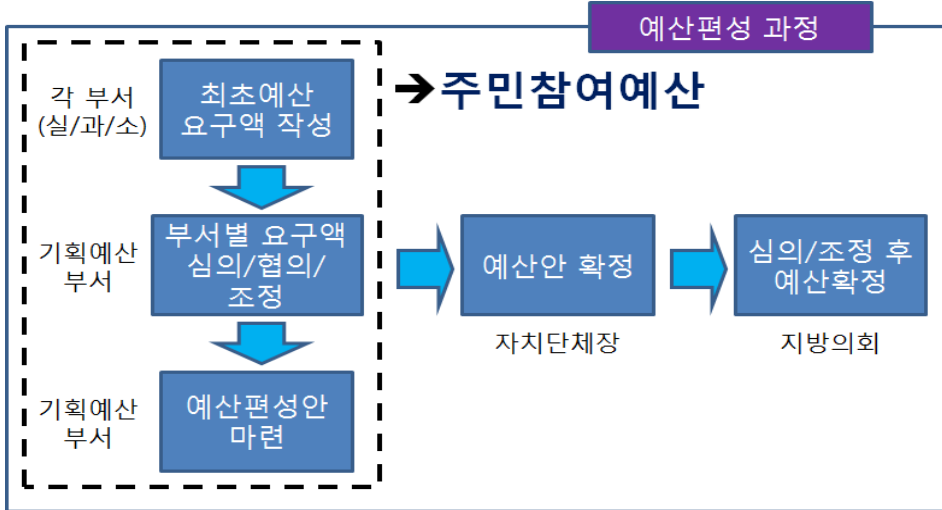 예산편성 과정
각 부서
(실/과/소)
최초예산
요구액 작성
➔주민참여예산
기획예산
부서
부서별 요구액
심의/협의/
조정
예산안 확정
자치단체장
심의/조정 후
예산확정
지방의회
기획예산
부서
예산편성안
마련